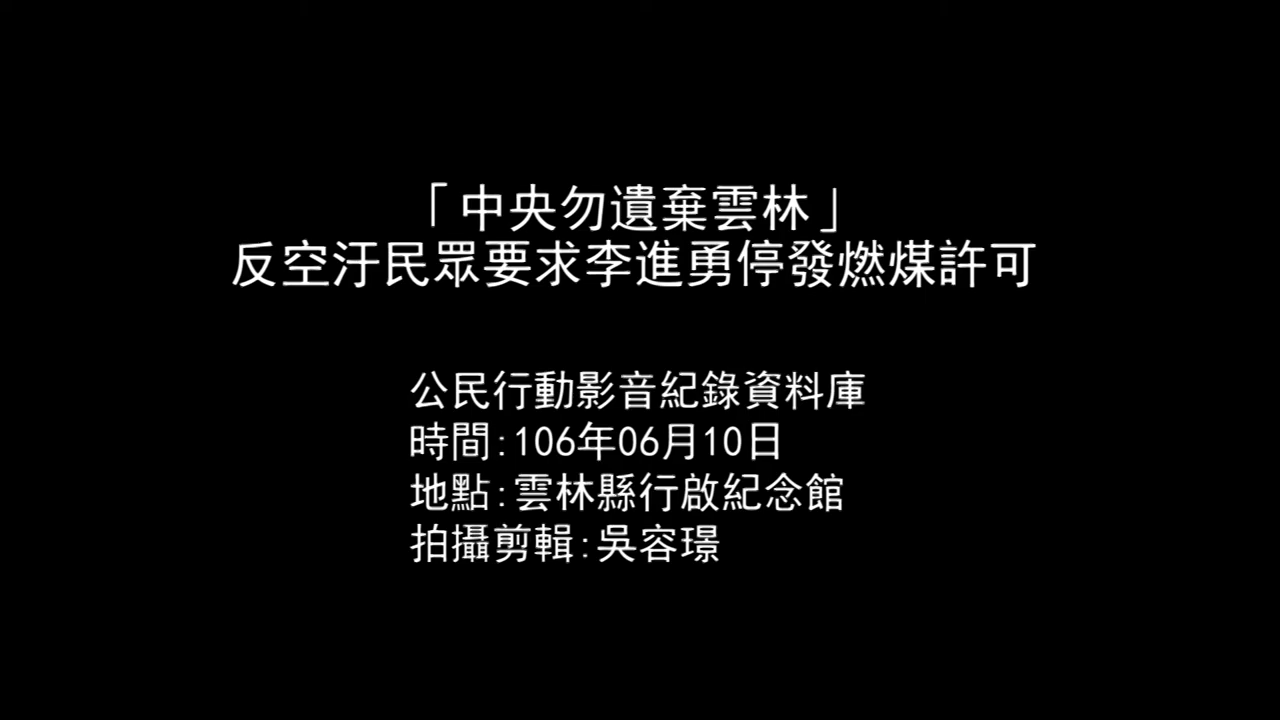 「中央勿遺棄雲林」
反空汙民眾要求李進勇停發燃煤許可
公民行動影音紀錄資料庫
時間:106年06月10日
地點:雲林縣行啟紀念館
拍攝剪輯:吳容璟